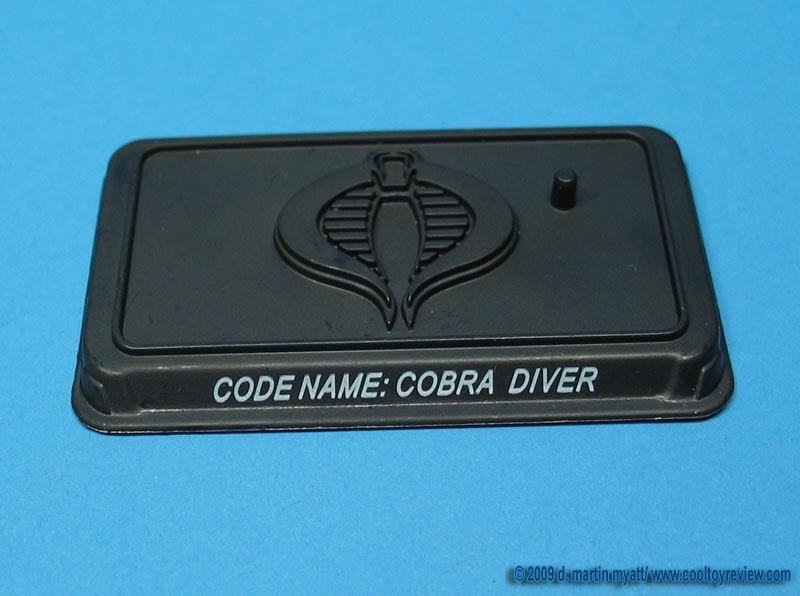 CODE NAME: COBRA DIVER
© 2009 d. martin myatt/ www.cooltoyreview.com